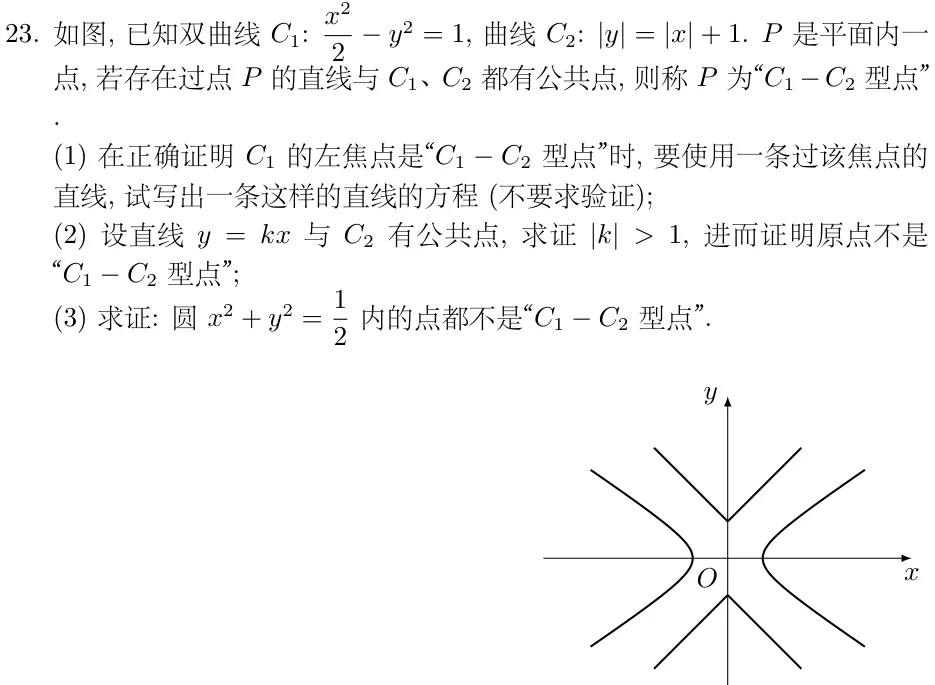 23. 如图, 已知双曲线 C₁: x²/2 − y² = 1, 曲线 C₂: |y| = |x| + 1. P 是平面内一
点, 若存在过点 P 的直线与 C₁、C₂ 都有公共点, 则称 P 为“C₁ − C₂ 型点”
.
(1) 在正确证明 C₁ 的左焦点是“C₁ − C₂ 型点”时, 要使用一条过该焦点的
直线, 试写出一条这样的直线的方程 (不要求验证);
(2) 设直线 y = kx 与 C₂ 有公共点, 求证 |k| > 1, 进而证明原点不是
“C₁ − C₂ 型点”;
(3) 求证: 圆 x² + y² = 1/2 内的点都不是“C₁ − C₂ 型点”.
y
O
x